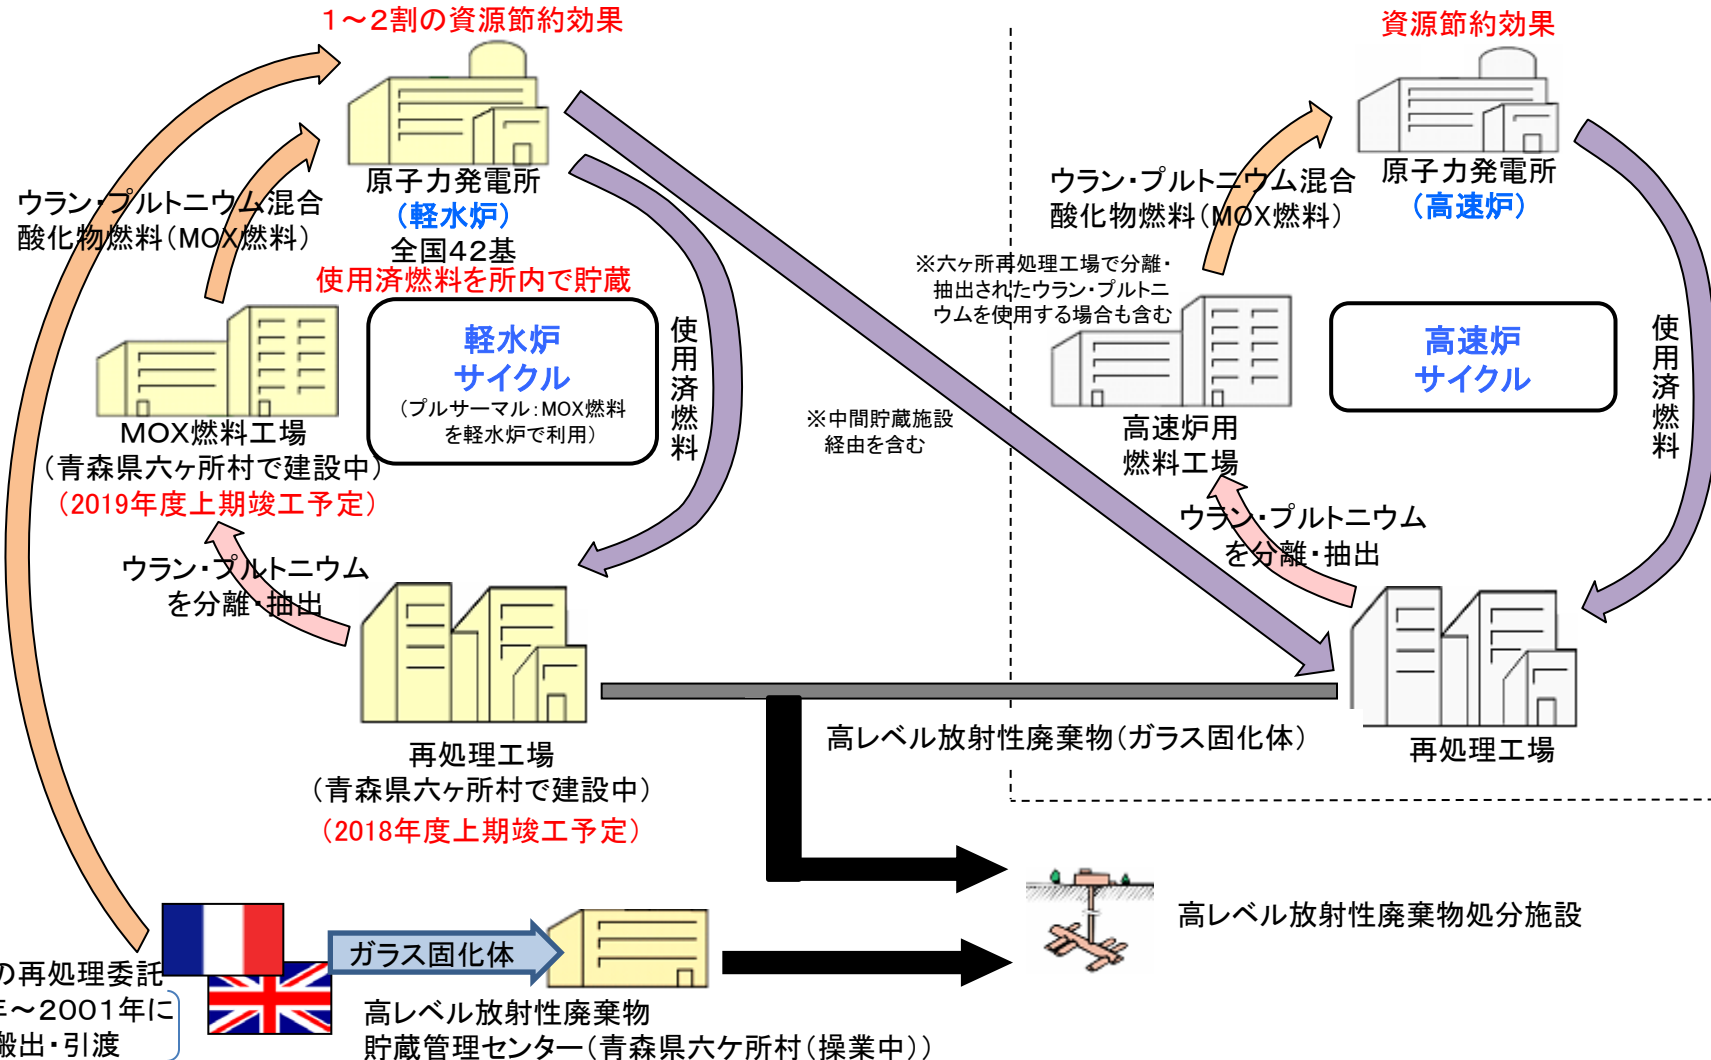 1～2割の資源節約効果
原子力発電所
（軽水炉）
全国42基
使用済燃料を所内で貯蔵
ウラン・プルトニウム混合
酸化物燃料（MOX燃料）
軽水炉
サイクル
（プルサーマル：MOX燃料
を軽水炉で利用）
使用済燃料
MOX燃料工場
（青森県六ヶ所村で建設中）
（2019年度上期竣工予定）
ウラン・プルトニウム
を分離・抽出
再処理工場
（青森県六ヶ所村で建設中）
（2018年度上期竣工予定）
※中間貯蔵施設
経由を含む
資源節約効果
原子力発電所
（高速炉）
ウラン・プルトニウム混合
酸化物燃料（MOX燃料）
※六ヶ所再処理工場で分離・
抽出されたウラン・プルトニ
ウムを使用する場合も含む
高速炉
サイクル
使用済燃料
高速炉用
燃料工場
ウラン・プルトニウム
を分離・抽出
再処理工場
高レベル放射性廃棄物（ガラス固化体）
高レベル放射性廃棄物処分施設
ガラス固化体
の再処理委託
年～2001年に
搬出・引渡
高レベル放射性廃棄物
貯蔵管理センター（青森県六ケ所村（操業中））